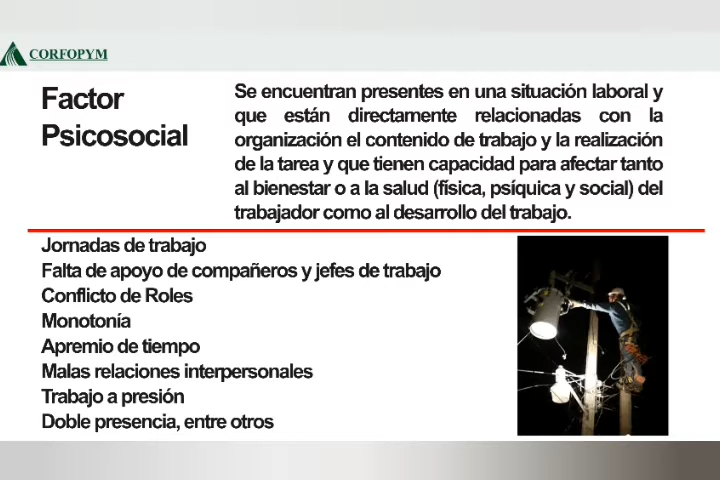 CORFOPYM
Factor
Psicosocial
Se encuentran presentes en una situación laboral y
que están directamente relacionadas con la
organización el contenido de trabajo y la realización
de la tarea y que tienen capacidad para afectar tanto
al bienestar o a la salud (física, psíquica y social) del
trabajador como al desarrollo del trabajo.
Jornadas de trabajo
Falta de apoyo de compañeros y jefes de trabajo
Conflicto de Roles
Monotonía
Apremio de tiempo
Malas relaciones interpersonales
Trabajo a presión
Doble presencia, entre otros